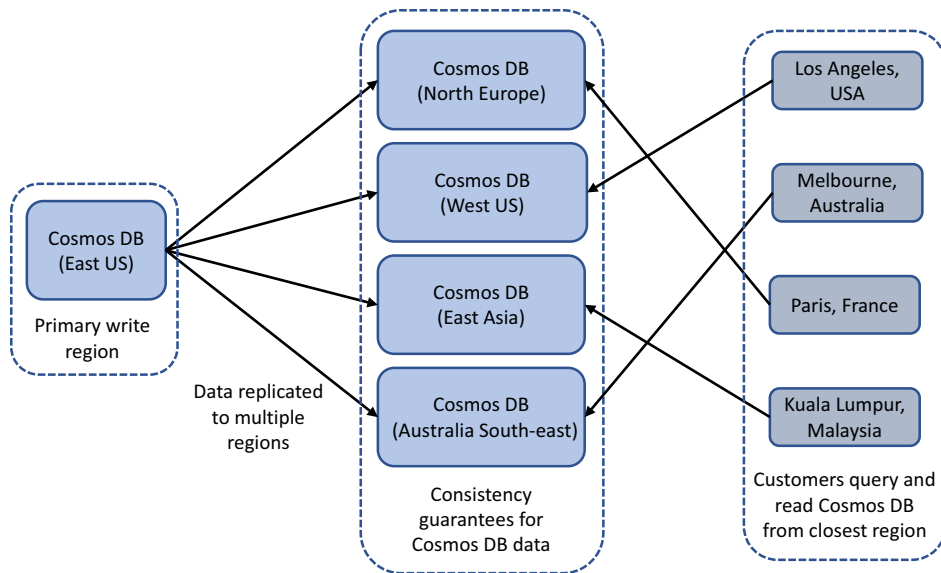 Cosmos DB
(East US)
Primary write
region
Data replicated
to multiple
regions
Cosmos DB
(North Europe)
Cosmos DB
(West US)
Cosmos DB
(East Asia)
Cosmos DB
(Australia South-east)
Consistency
guarantees for
Cosmos DB data
Los Angeles,
USA
Melbourne,
Australia
Paris, France
Kuala Lumpur,
Malaysia
Customers query and
read Cosmos DB
from closest region